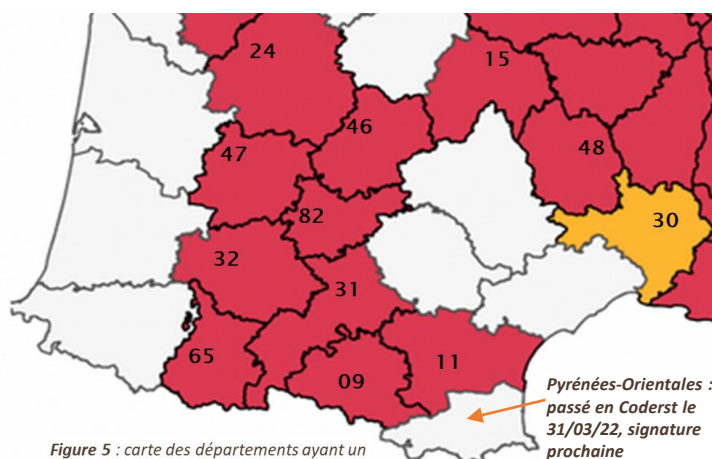 24
15
46
48
47
82
30
32
31
65
11
09
Pyrénées-Orientales :
passé en Coderst le
31/03/22, signature
prochaine
Figure 5 : carte des départements ayant un